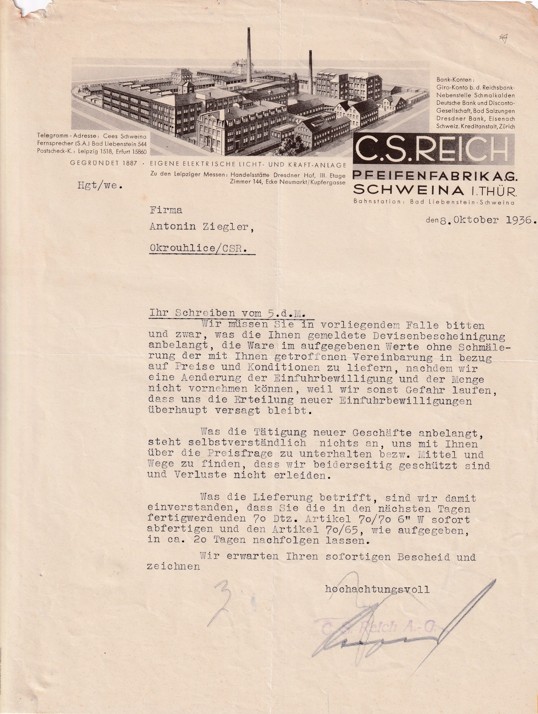 Bank-Konten:
Giro-Konto b. d. Reichsbank-
Nebenstelle Schmalkalden
Deutsche Bank und Disconto-
Gesellschaft, Bad Salzungen
Dresdner Bank, Eisenach
Schweiz. Kreditanstalt, Zürich
Telegramm-Adresse: Cees Schweina
Fernsprecher (S.A.) Bad Liebenstein 544
Postscheck-K. Leipzig 1518, Erfurt 15860
GEGRÜNDET 1887 • EIGENE ELEKTRISCHE LICHT- UND KRAFT-ANLAGE
Zu den Leipziger Messen: Handelsstätte Dresdner Hof, III. Etage
Zimmer 144, Ecke Neumarkt/Kupfergasse
C.S.REICH
PFEIFENFABRIK A.G.
SCHWEINA I.THÜR.
Bahnstation: Bad Liebenstein-Schweina
Hgt/we.
den 8. Oktober 1936.
Firma
Antonin Ziegler,
Okrouhlice/CSR.
Ihr Schreiben vom 5.d.M.
Wir müssen Sie in vorliegendem Falle bitten
und zwar, was die Ihnen gemeldete Devisenbescheinigung
anbelangt, die Ware im aufgegebenen Werte ohne Schmäle-
rung der mit Ihnen getroffenen Vereinbarung in bezug
auf Preise und Konditionen zu liefern, nachdem wir
eine Aenderung der Einfuhrbewilligung und der Menge
nicht vornehmen können, weil wir sonst Gefahr laufen,
dass uns die Erteilung neuer Einfuhrbewilligungen
überhaupt versagt bleibt.
Was die Tätigung neuer Geschäfte anbelangt,
steht selbstverständlich nichts an, uns mit Ihnen
über die Preisfrage zu unterhalten bezw. Mittel und
Wege zu finden, dass wir beiderseitig geschützt sind
und Verluste nicht erleiden.
Was die Lieferung betrifft, sind wir damit
einverstanden, dass Sie die in den nächsten Tagen
fertigwerdenden 7o Dtz. Artikel 7o/7o 6" W sofort
abfertigen und den Artikel 7o/65, wie aufgegeben,
in ca. 2o Tagen nachfolgen lassen.
Wir erwarten Ihren sofortigen Bescheid und
zeichnen
hochachtungsvoll
C. S. Reich A.-G.